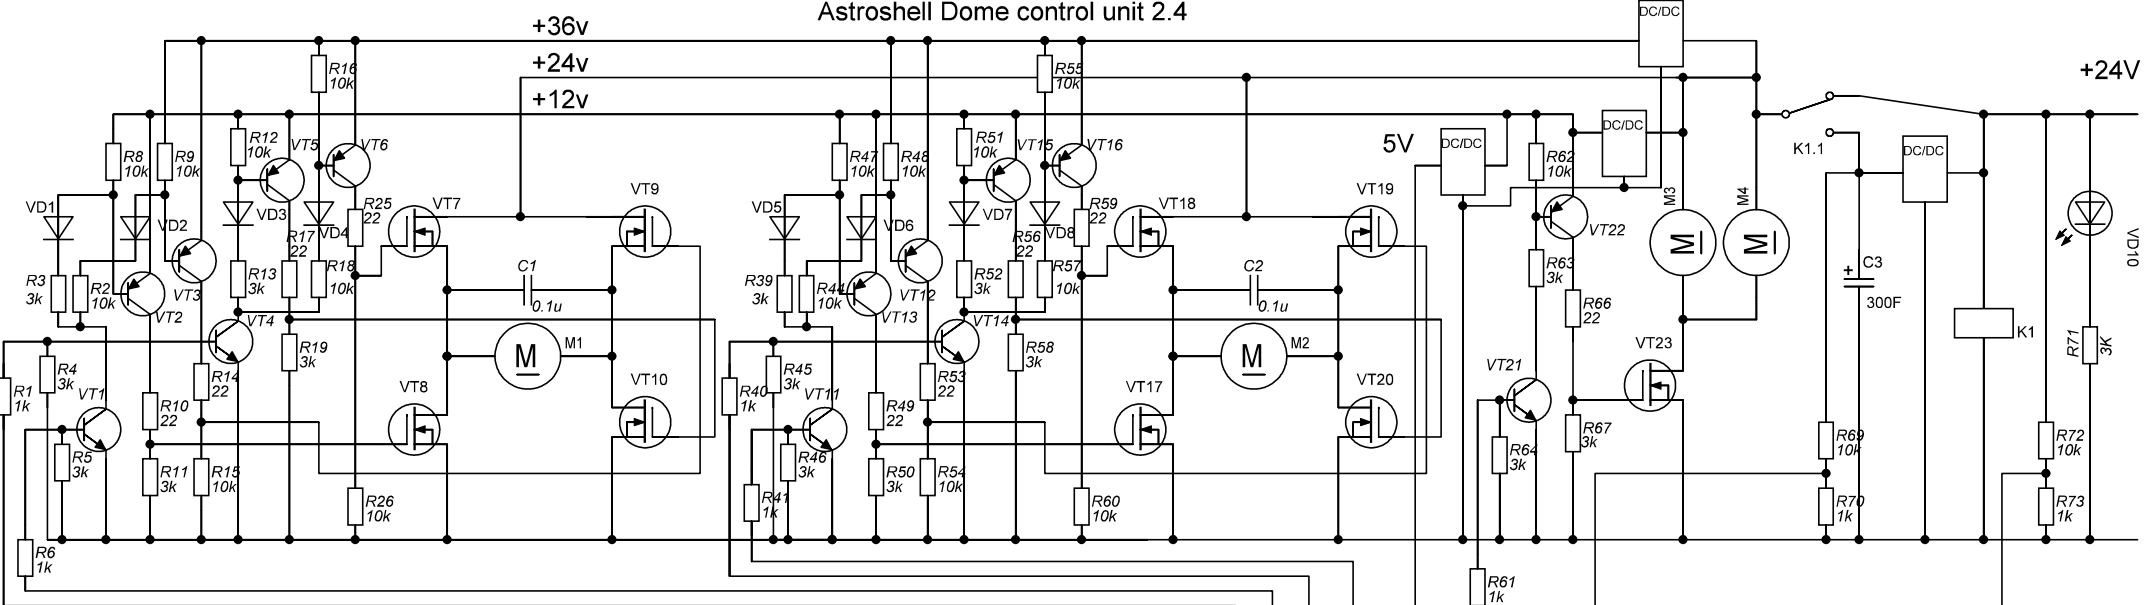 Astroshell Dome control unit 2.4
+36v
DC/DC
+24v
+24V
+12v
R16
10k
R55
10k
R8
10k
R9
10k
R12
10k
VT5
VT6
R47
10k
R48
10k
R51
10k
VT15
VT16
5V
DC/DC
R62
10k
DC/DC
K1.1
DC/DC
VD1
VD2
VD3
VD4
R25
22
VT7
VT9
VD5
VD6
VD7
VD8
R59
22
VT18
VT19
VT22
M3
M4
M
M
VD10
R3
3k
R2
10k
VT2
VT3
R13
3k
R17
22
R18
10k
C1
0.1u
R39
3k
R44
10k
VT13
VT12
R52
3k
R56
22
R57
10k
C2
0.1u
R63
3k
R66
22
C3
+
300F
K1
R71
3K
R1
1k
R4
3k
VT1
VT4
R14
22
R19
3k
M
M1
R40
1k
R45
3k
VT11
VT14
R53
22
R58
3k
M
M2
VT21
VT23
R5
3k
R10
22
VT8
VT10
R46
3k
R49
22
VT17
VT20
R64
3k
R67
3k
R69
10k
R72
10k
R11
3k
R15
10k
R26
10k
R41
1k
R50
3k
R54
10k
R60
10k
R70
1k
R73
1k
R6
1k
R61
1k